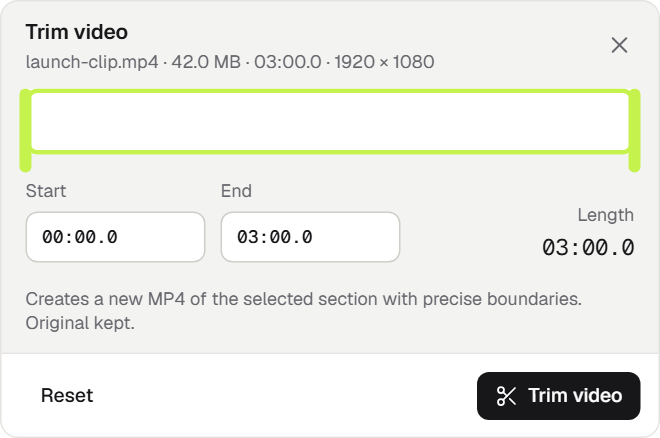 Trim video
launch-clip.mp4 · 42.0 MB · 03:00.0 · 1920 × 1080
Start
End
Length
00:00.0
03:00.0
03:00.0
Creates a new MP4 of the selected section with precise boundaries.
Original kept.
Reset
Trim video